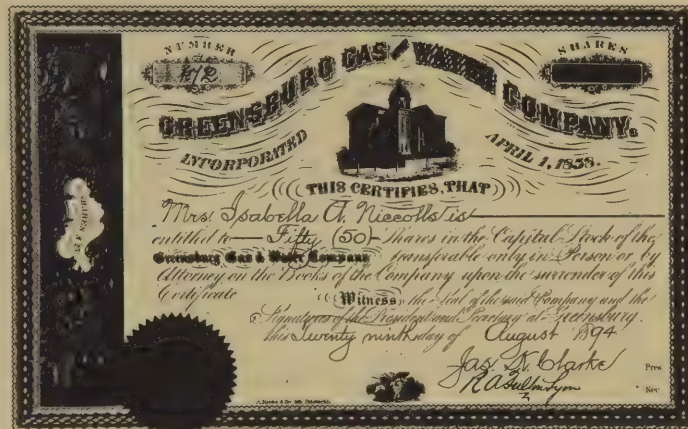 NUMBER
SHARES
GREENSBURG GAS and WATER COMPANY.
INCORPORATED
APRIL 1, 1858.
THIS CERTIFIES, THAT
Mrs Isabella A. Niccolls is
entitled to Fifty (50) Shares in the Capital Stock of the
Greensburg Gas & Water Company transferable only in Person or by
Attorney on the Books of the Company upon the surrender of this
Certificate
Witness, the Seal of the said Company and the
Signatures of the President and Secretary at Greensburg.
this Twenty ninth day of August 1894
Jas. K. Clarke Pres
Sec